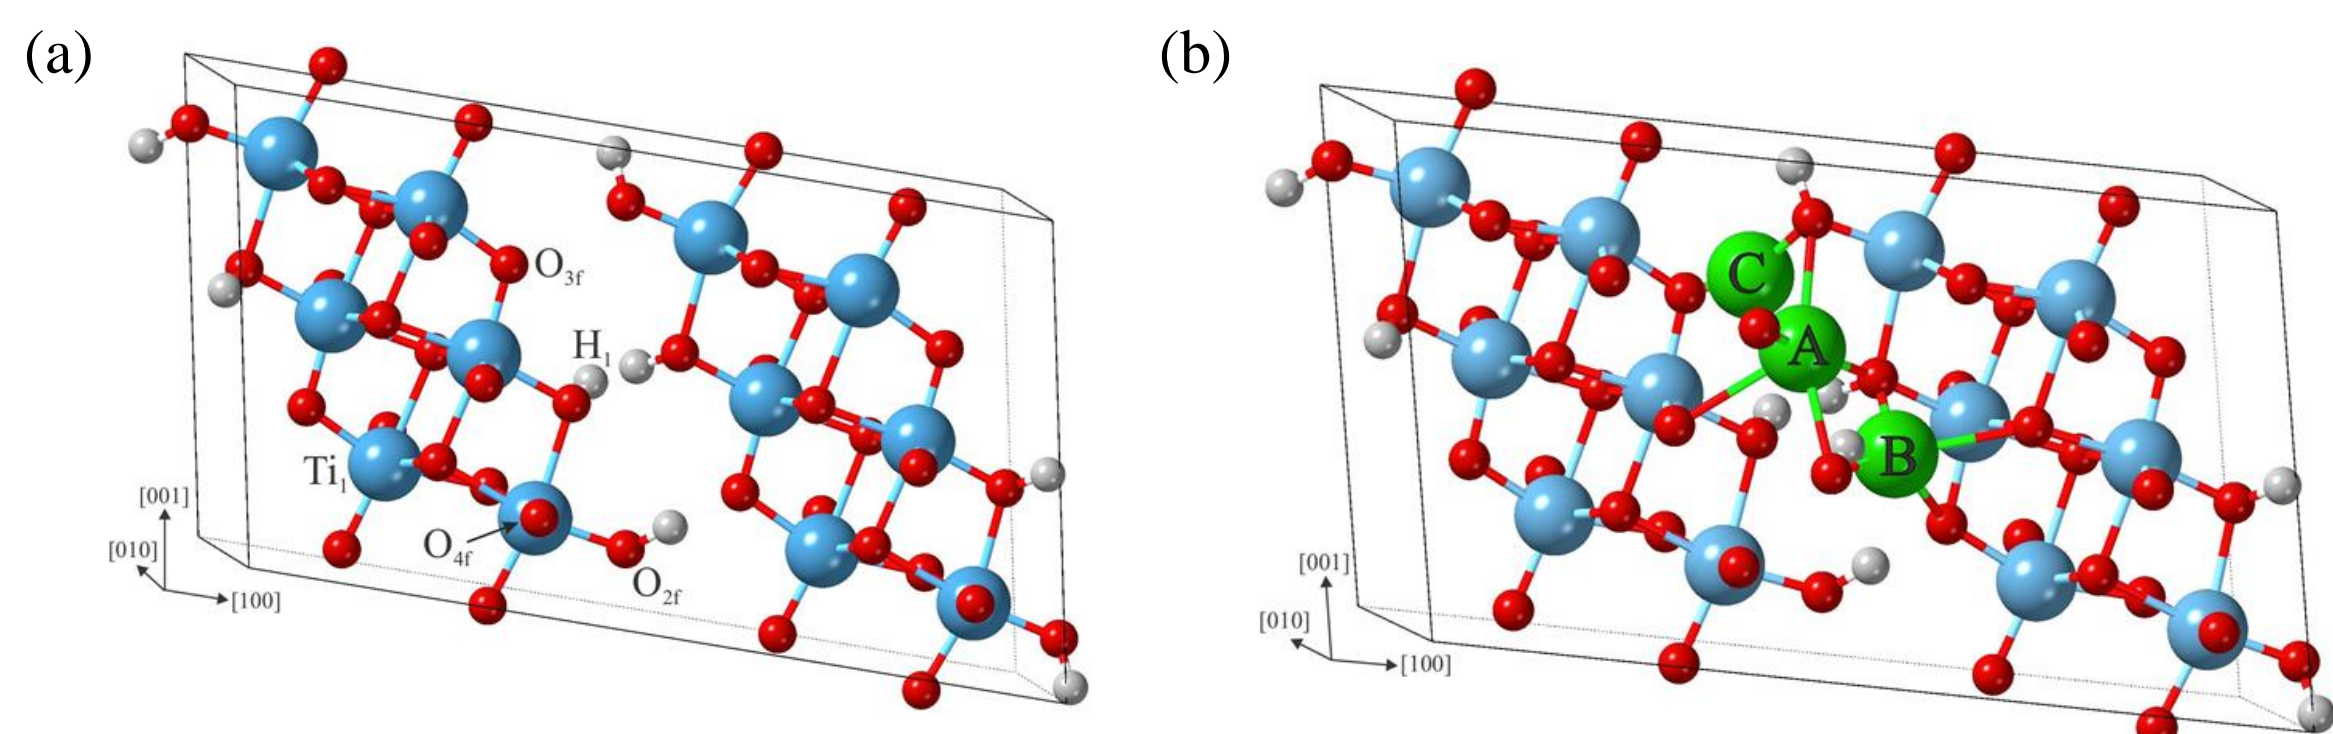 (a)
(b)
O3f
H1
Ti1
O4f
O2f
[001]
[010]
[100]
C
A
B
[001]
[010]
[100]